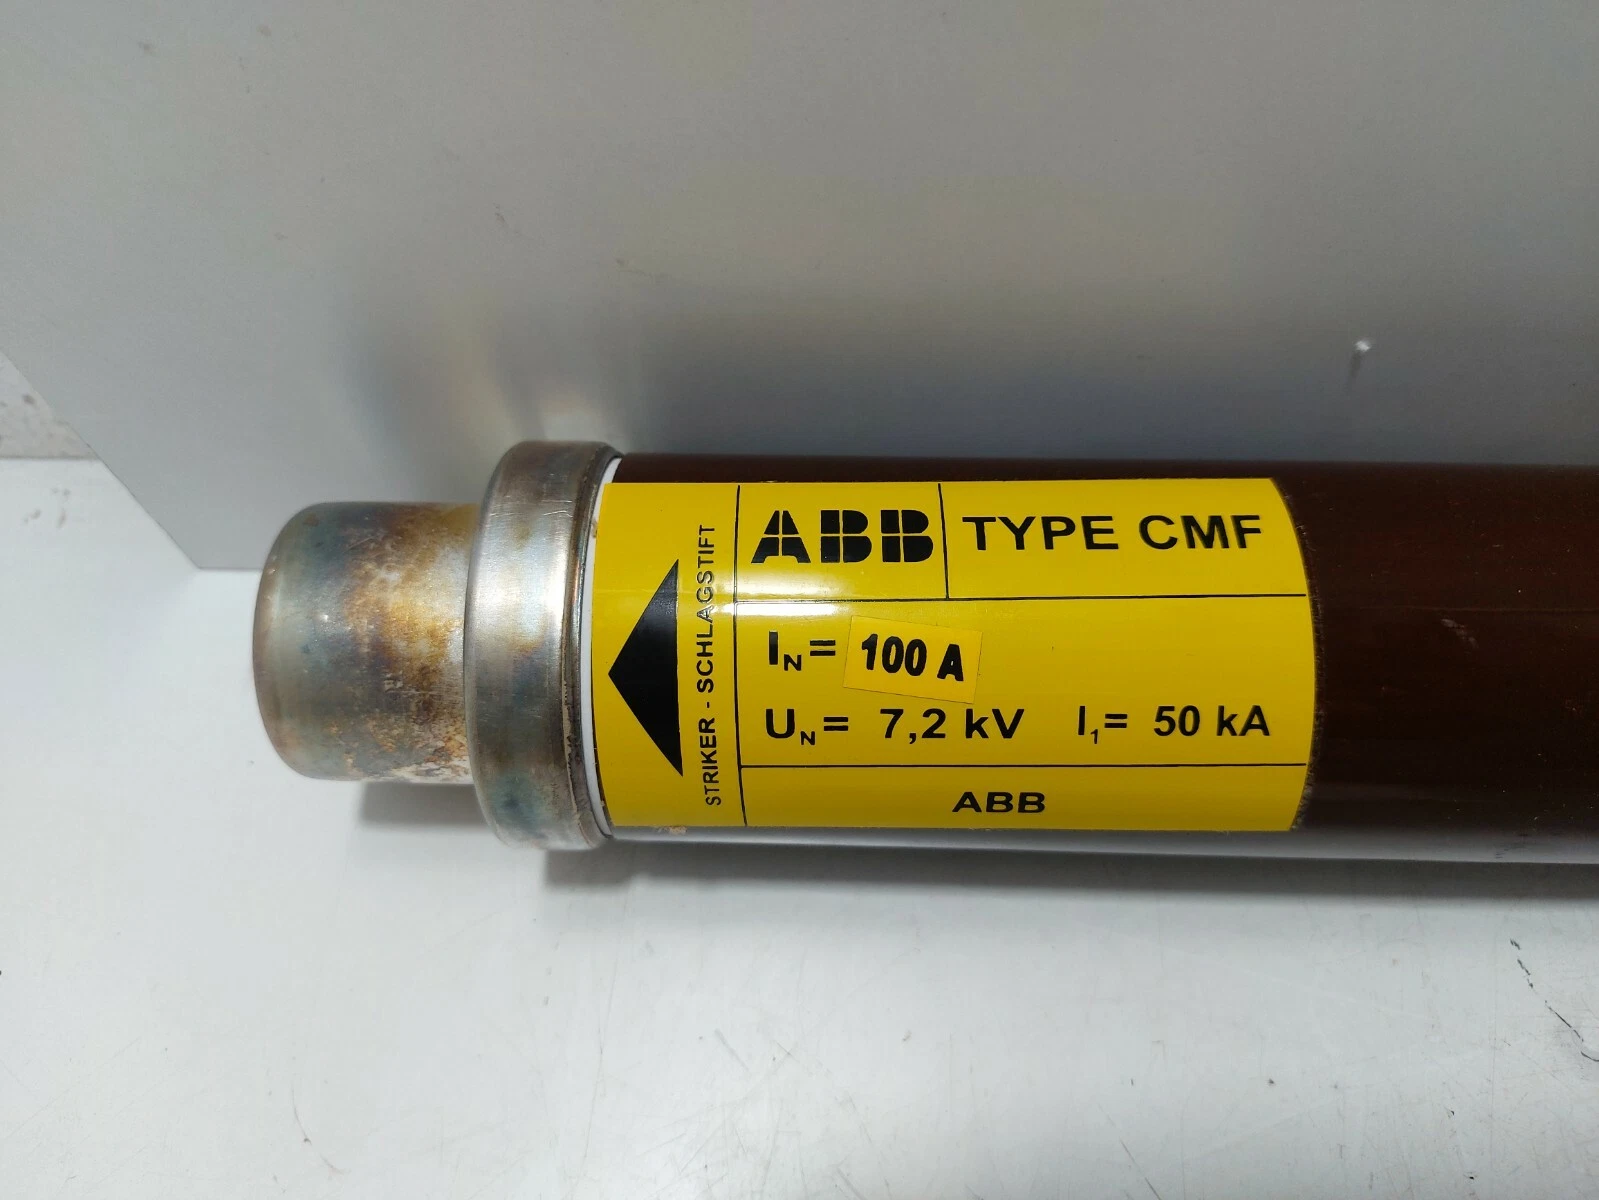 STRIKER - SCHLAGSTIFT
ABB TYPE CMF
IN = 100 A
UN = 7,2 kV I1 = 50 kA
ABB